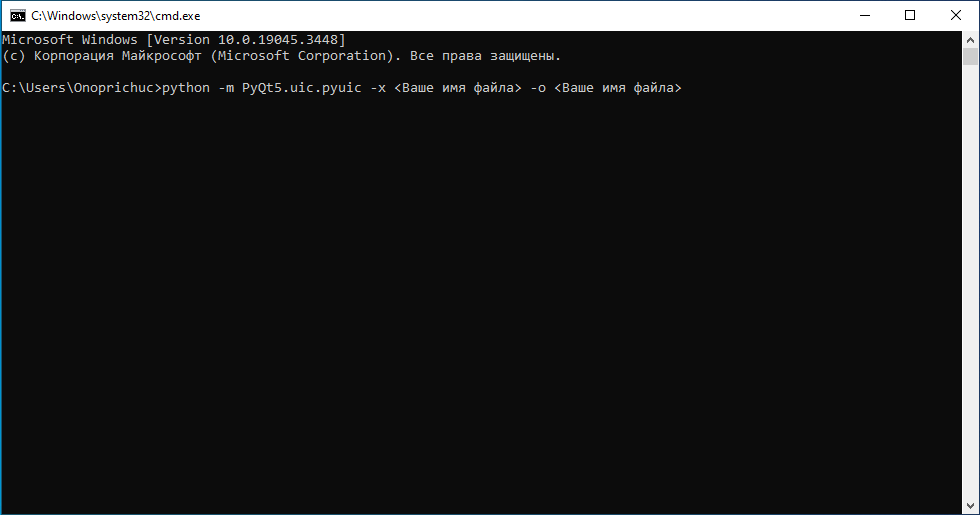 C:\Windows\system32\cmd.exe
Microsoft Windows [Version 10.0.19045.3448]
(c) Корпорация Майкрософт (Microsoft Corporation). Все права защищены.
C:\Users\Onoprichuc>python -m PyQt5.uic.pyuic -x <Ваше имя файла> -o <Ваше имя файла>